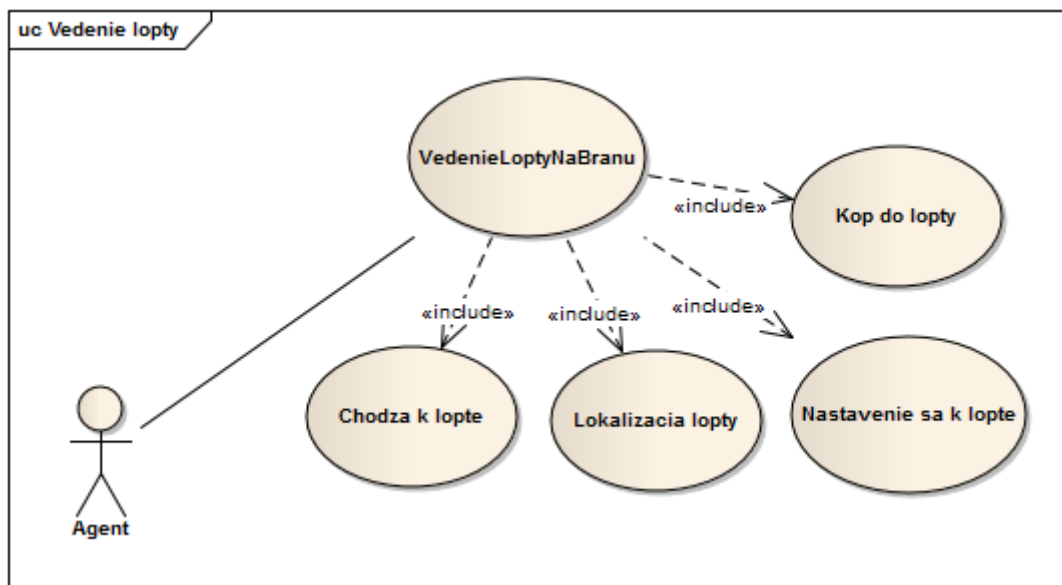 uc Vedenie lopty
VedenieLoptyNaBranu
«include»
Kop do lopty
«include»
«include»
«include»
Chodza k lopte
Lokalizacia lopty
Nastavenie sa k lopte
Agent